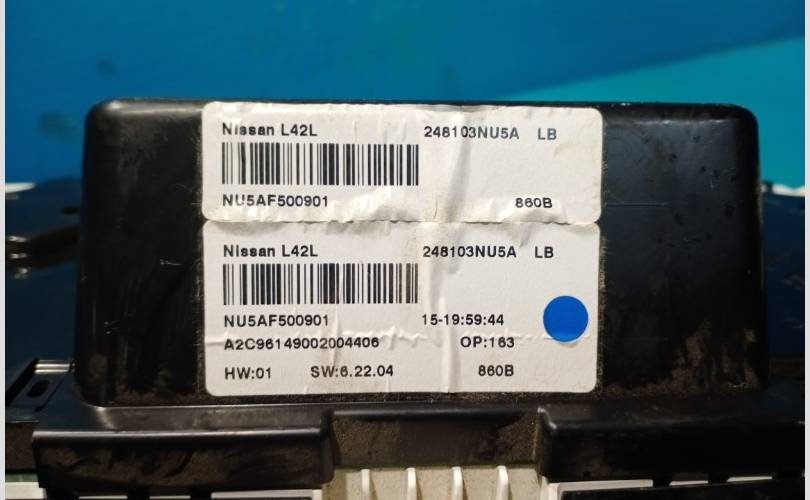 Nissan L42L 248103NU5A LB
NU5AF500901 860B
Nissan L42L 248103NU5A LB
NU5AF500901 15-19:59:44
A2C96149002004406 OP:163
HW:01 SW:6.22.04 860B